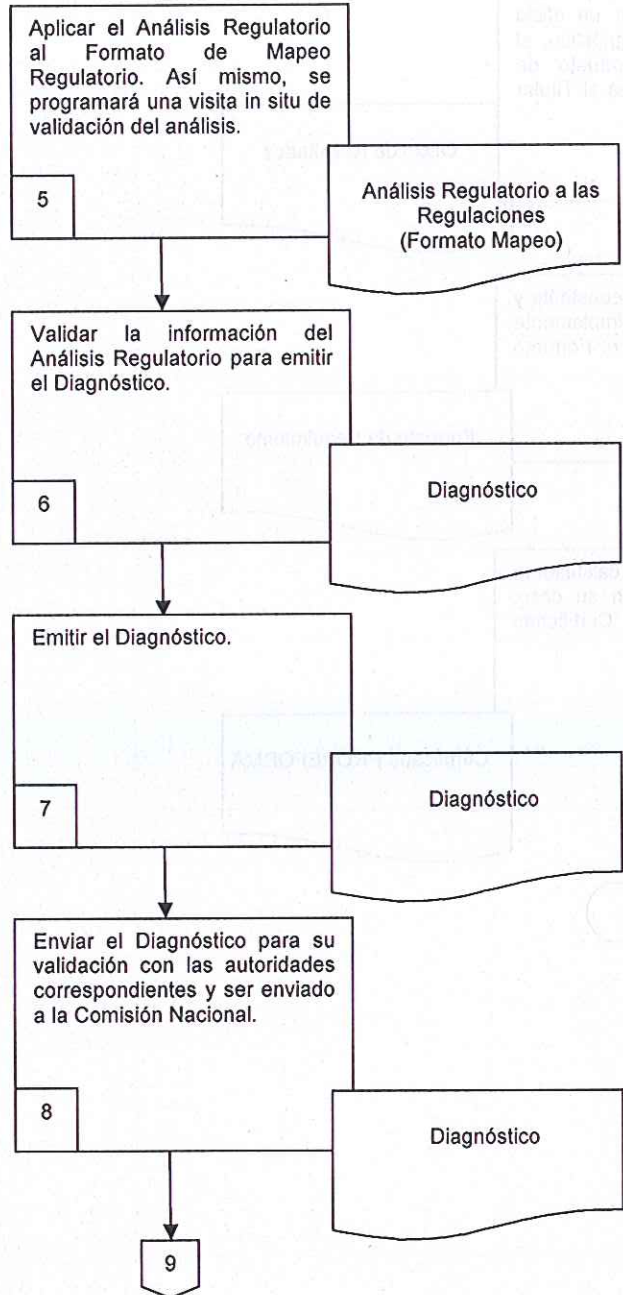 Aplicar el Análisis Regulatorio
al Formato de Mapeo
Regulatorio. Así mismo, se
programará una visita in situ de
validación del análisis.
5
Análisis Regulatorio a las
Regulaciones
(Formato Mapeo)
Validar la información del
Análisis Regulatorio para emitir
el Diagnóstico.
6
Diagnóstico
Emitir el Diagnóstico.
7
Diagnóstico
Enviar el Diagnóstico para su
validación con las autoridades
correspondientes y ser enviado
a la Comisión Nacional.
8
Diagnóstico
9